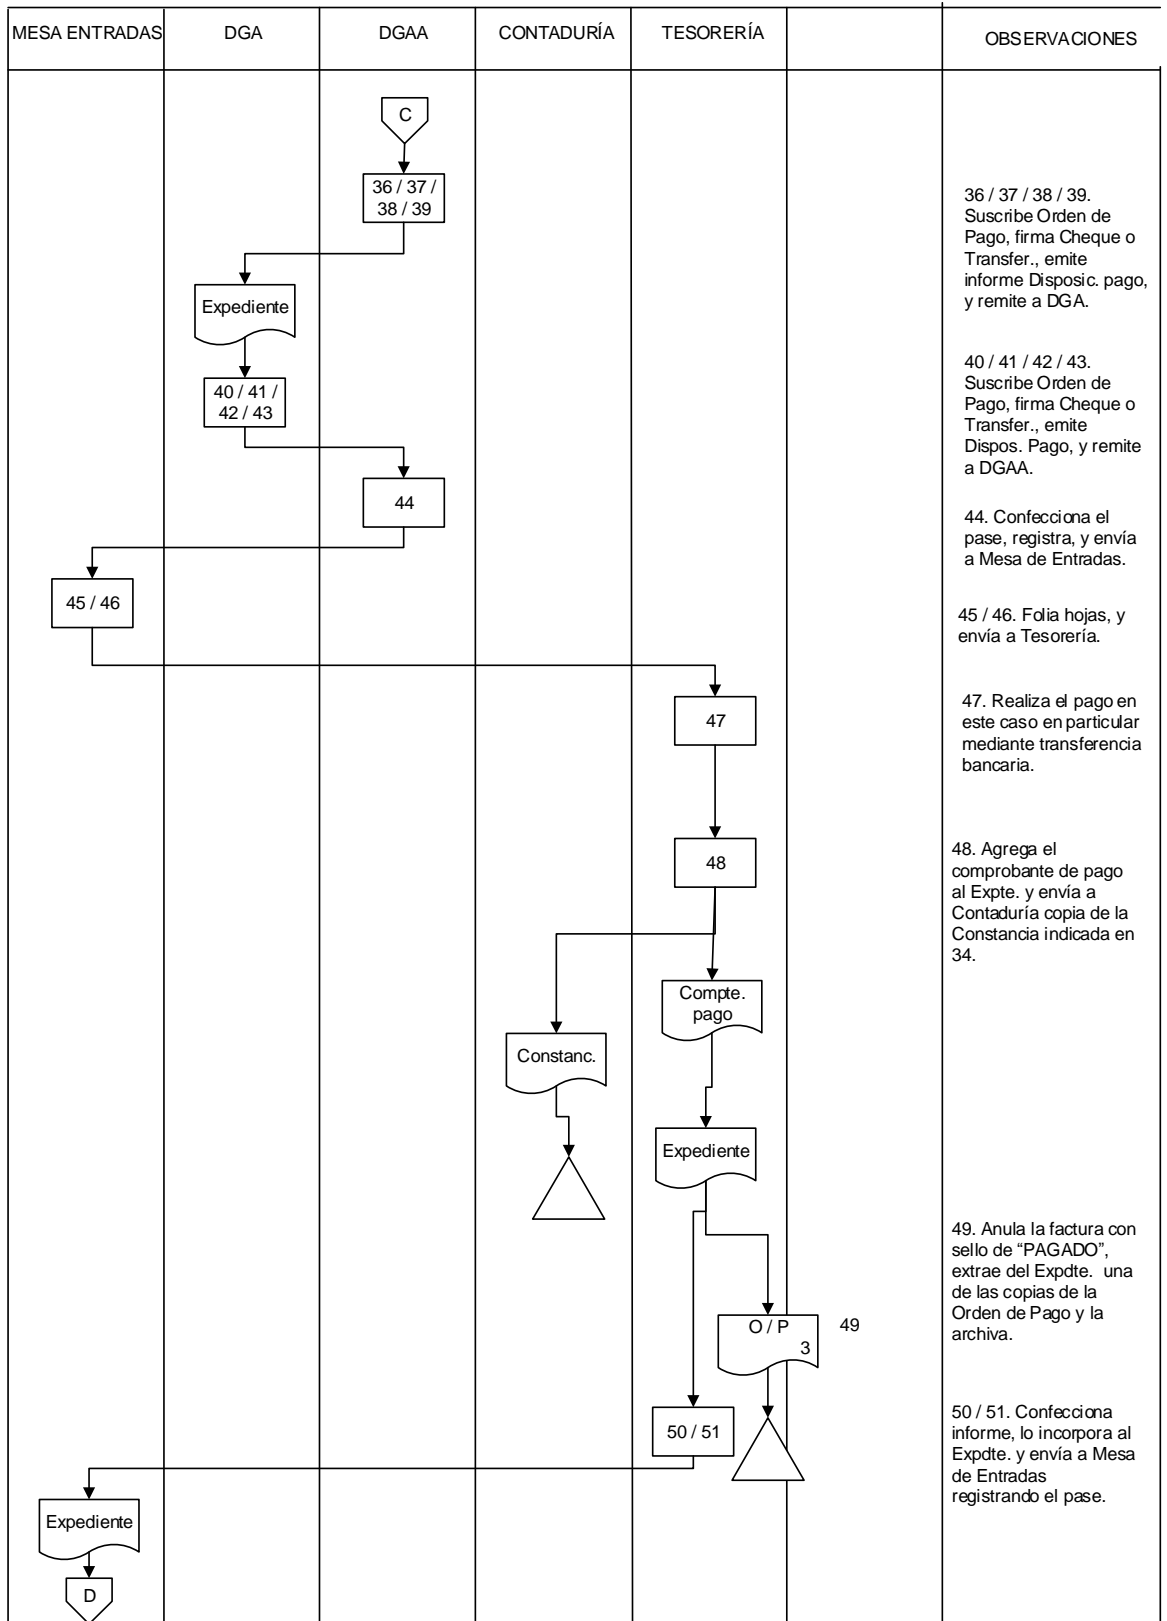 MESA ENTRADAS
DGA
DGAA
CONTADURÍA
TESORERÍA
OBSERVACIONES
C
36 / 37 /
38 / 39
36 / 37 / 38 / 39.
Suscribe Orden de
Pago, firma Cheque o
Transfer., emite
informe Disposic. pago,
y remite a DGA.
Expediente
40 / 41 /
42 / 43
40 / 41 / 42 / 43.
Suscribe Orden de
Pago, firma Cheque o
Transfer., emite
Dispos. Pago, y remite
a DGAA.
44
44. Confecciona el
pase, registra, y envía
a Mesa de Entradas.
45 / 46
45 / 46. Folia hojas, y
envía a Tesorería.
47
47. Realiza el pago en
este caso en particular
mediante transferencia
bancaria.
48
48. Agrega el
comprobante de pago
al Expte. y envía a
Contaduría copia de la
Constancia indicada en
34.
Compte.
pago
Constanc.
Expediente
49. Anula la factura con
sello de “PAGADO”,
extrae del Expdte. una
de las copias de la
Orden de Pago y la
archiva.
O / P
3
49
50 / 51
50 / 51. Confecciona
informe, lo incorpora al
Expdte. y envía a Mesa
de Entradas
registrando el pase.
Expediente
D